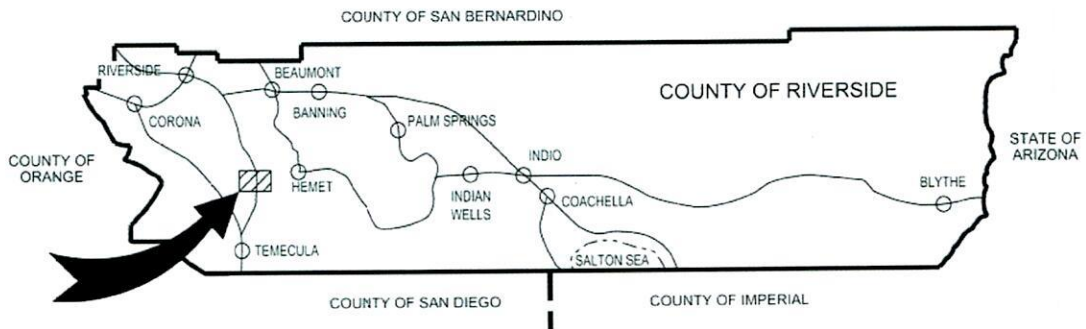 COUNTY OF SAN BERNARDINO
RIVERSIDE
BEAUMONT
COUNTY OF RIVERSIDE
CORONA
BANNING
PALM SPRINGS
STATE OF
ARIZONA
COUNTY OF
ORANGE
INDIO
HEMET
INDIAN
WELLS
COACHELLA
BLYTHE
TEMECULA
SALTON SEA
COUNTY OF SAN DIEGO
COUNTY OF IMPERIAL